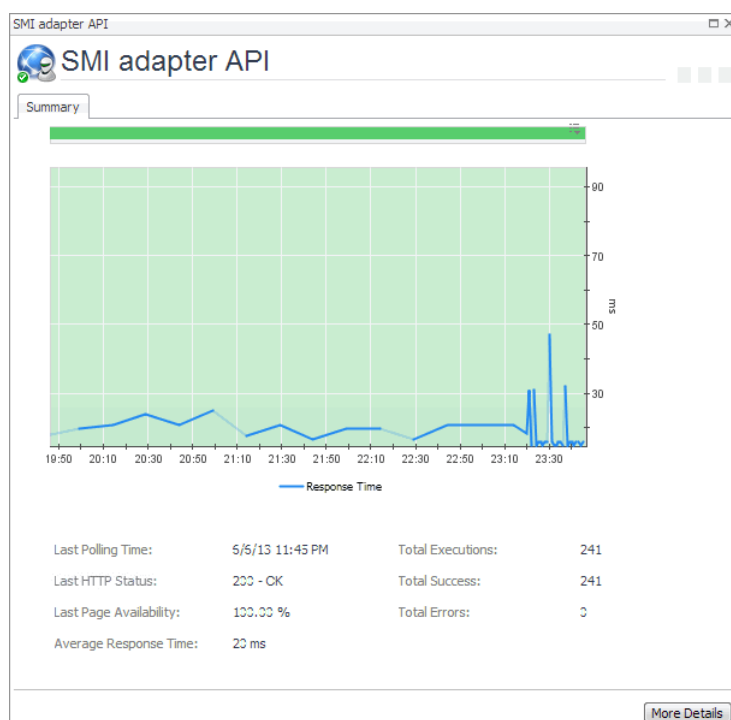 SMI adapter API
SMI adapter API
Summary
90
70
ms
50
30
19:50 20:10 20:30 20:50 21:10 21:30 21:50 22:10 22:30 22:50 23:10 23:30
Response Time
Last Polling Time: 11:45 PM Total Executions: 241
Last HTTP Status: Total Success: 241
Last Page Availability: % Total Errors:
Average Response Time: ms
More Details